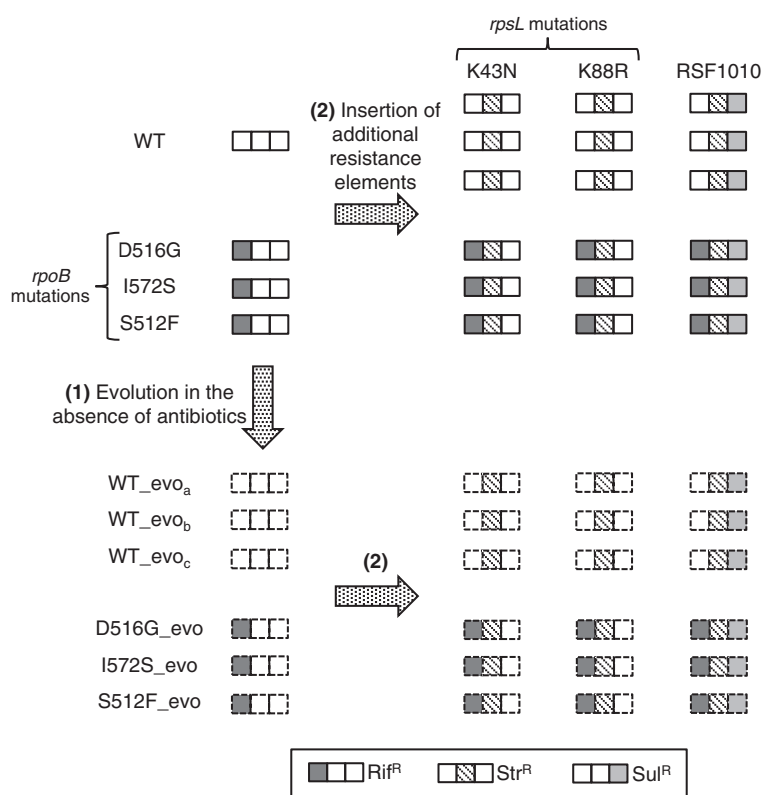 rpsL mutations
K43N K88R RSF1010
(2) Insertion of
additional
resistance
elements
WT
D516G
rpoB
mutations
I572S
S512F
(1) Evolution in the
absence of antibiotics
WT_evoa
WT_evob
WT_evoc
(2)
D516G_evo
I572S_evo
S512F_evo
RifR StrR SulR